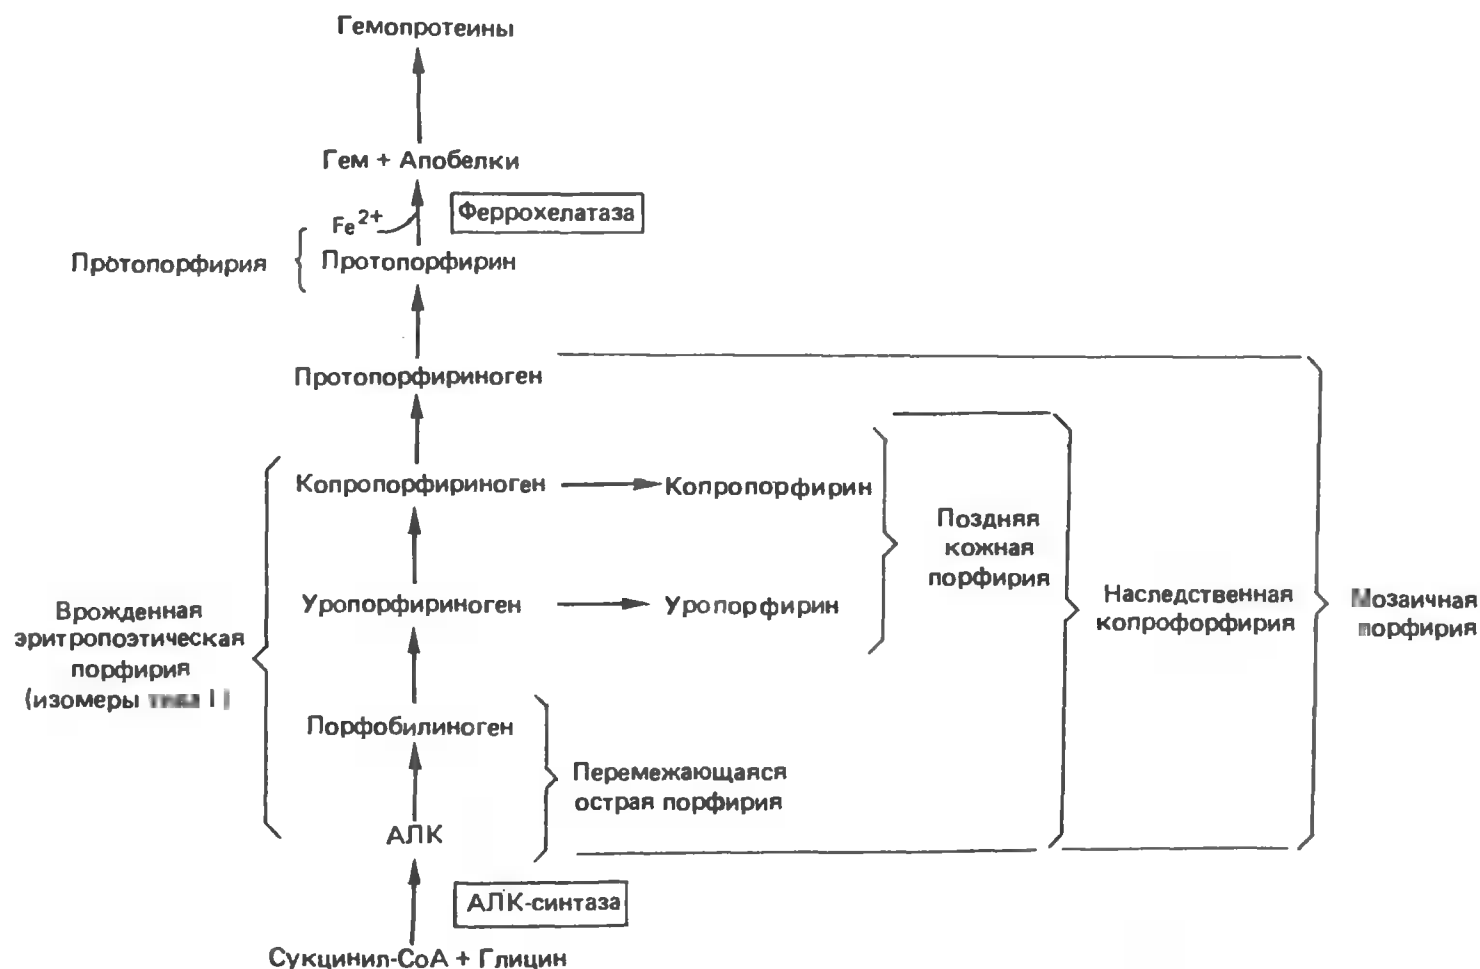 Гемопротеины
Гем + Апобелки
Fe2+
Феррохелатаза
Протопорфирия
Протопорфирин
Протопорфириноген
Копропорфириноген
Копропорфирин
Поздняя
кожная
порфирия
Врожденная
эритропоэтическая
порфирия
(изомеры типа I)
Уропорфириноген
Уропорфирин
Наследственная
копрофорфирия
Мозаичная
порфирия
Порфобилиноген
Перемежающаяся
острая порфирия
АЛК
АЛК-синтаза
Сукцинил-СоА + Глицин